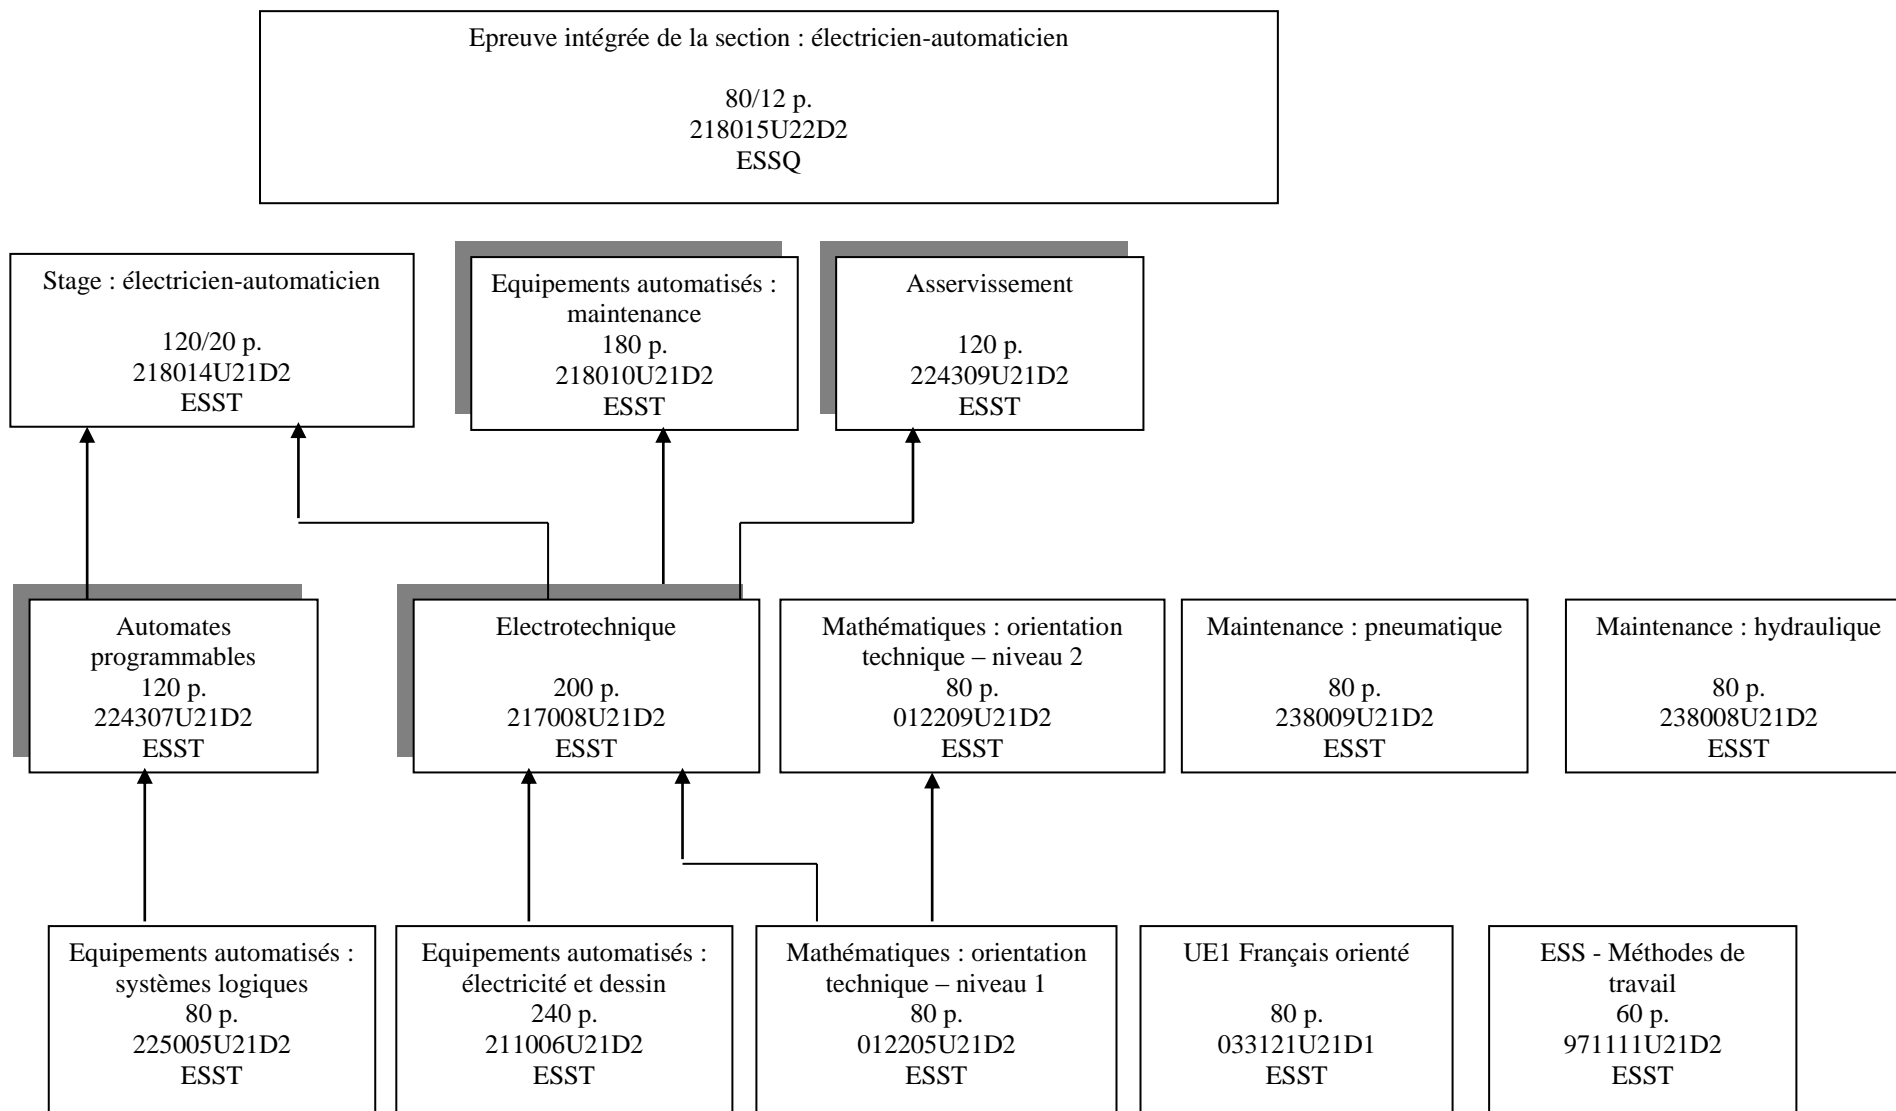 Epreuve intégrée de la section : électricien-automaticien
80/12 p.
218015U22D2
ESSQ
Stage : électricien-automaticien
120/20 p.
218014U21D2
ESST
Equipements automatisés :
maintenance
180 p.
218010U21D2
ESST
Asservissement
120 p.
224309U21D2
ESST
Automates
programmables
120 p.
224307U21D2
ESST
Electrotechnique
200 p.
217008U21D2
ESST
Mathématiques : orientation
technique – niveau 2
80 p.
012209U21D2
ESST
Maintenance : pneumatique
80 p.
238009U21D2
ESST
Maintenance : hydraulique
80 p.
238008U21D2
ESST
Equipements automatisés :
systèmes logiques
80 p.
225005U21D2
ESST
Equipements automatisés :
électricité et dessin
240 p.
211006U21D2
ESST
Mathématiques : orientation
technique – niveau 1
80 p.
012205U21D2
ESST
UE1 Français orienté
80 p.
033121U21D1
ESST
ESS - Méthodes de
travail
60 p.
971111U21D2
ESST